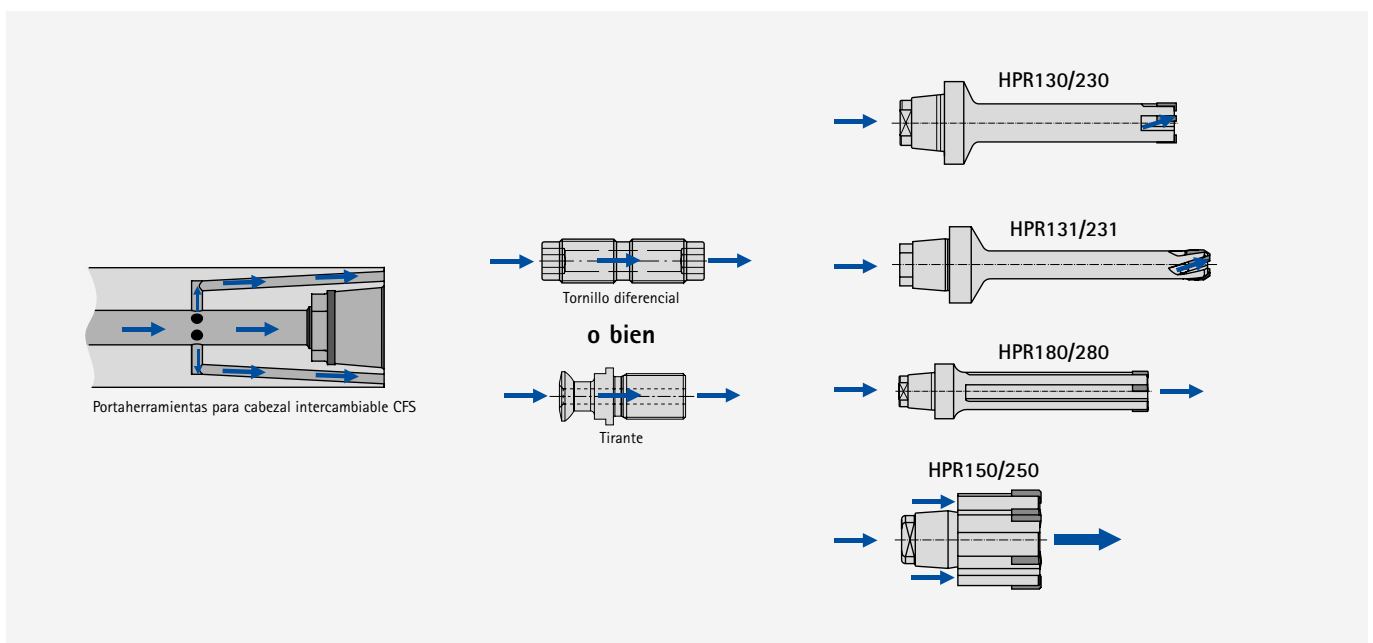 Portaherramientas para cabezal intercambiable CFS
Tornillo diferencial
o bien
Tirante
HPR130/230
HPR131/231
HPR180/280
HPR150/250